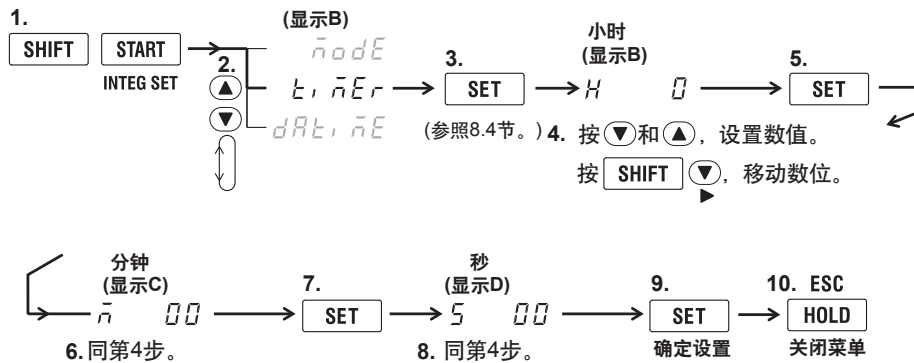 1.
SHIFT START
INTEG SET
2.
(显示B)
modE
timEr
dAtimE
3.
SET
(参照8.4节。)
小时
(显示B)
H 0
4. 按▼和▲，设置数值。
按 SHIFT ▼，移动数位。
5.
SET
分钟
(显示C)
m 00
6. 同第4步。
7.
SET
秒
(显示D)
S 00
8. 同第4步。
9.
SET
确定设置
10. ESC
HOLD
关闭菜单